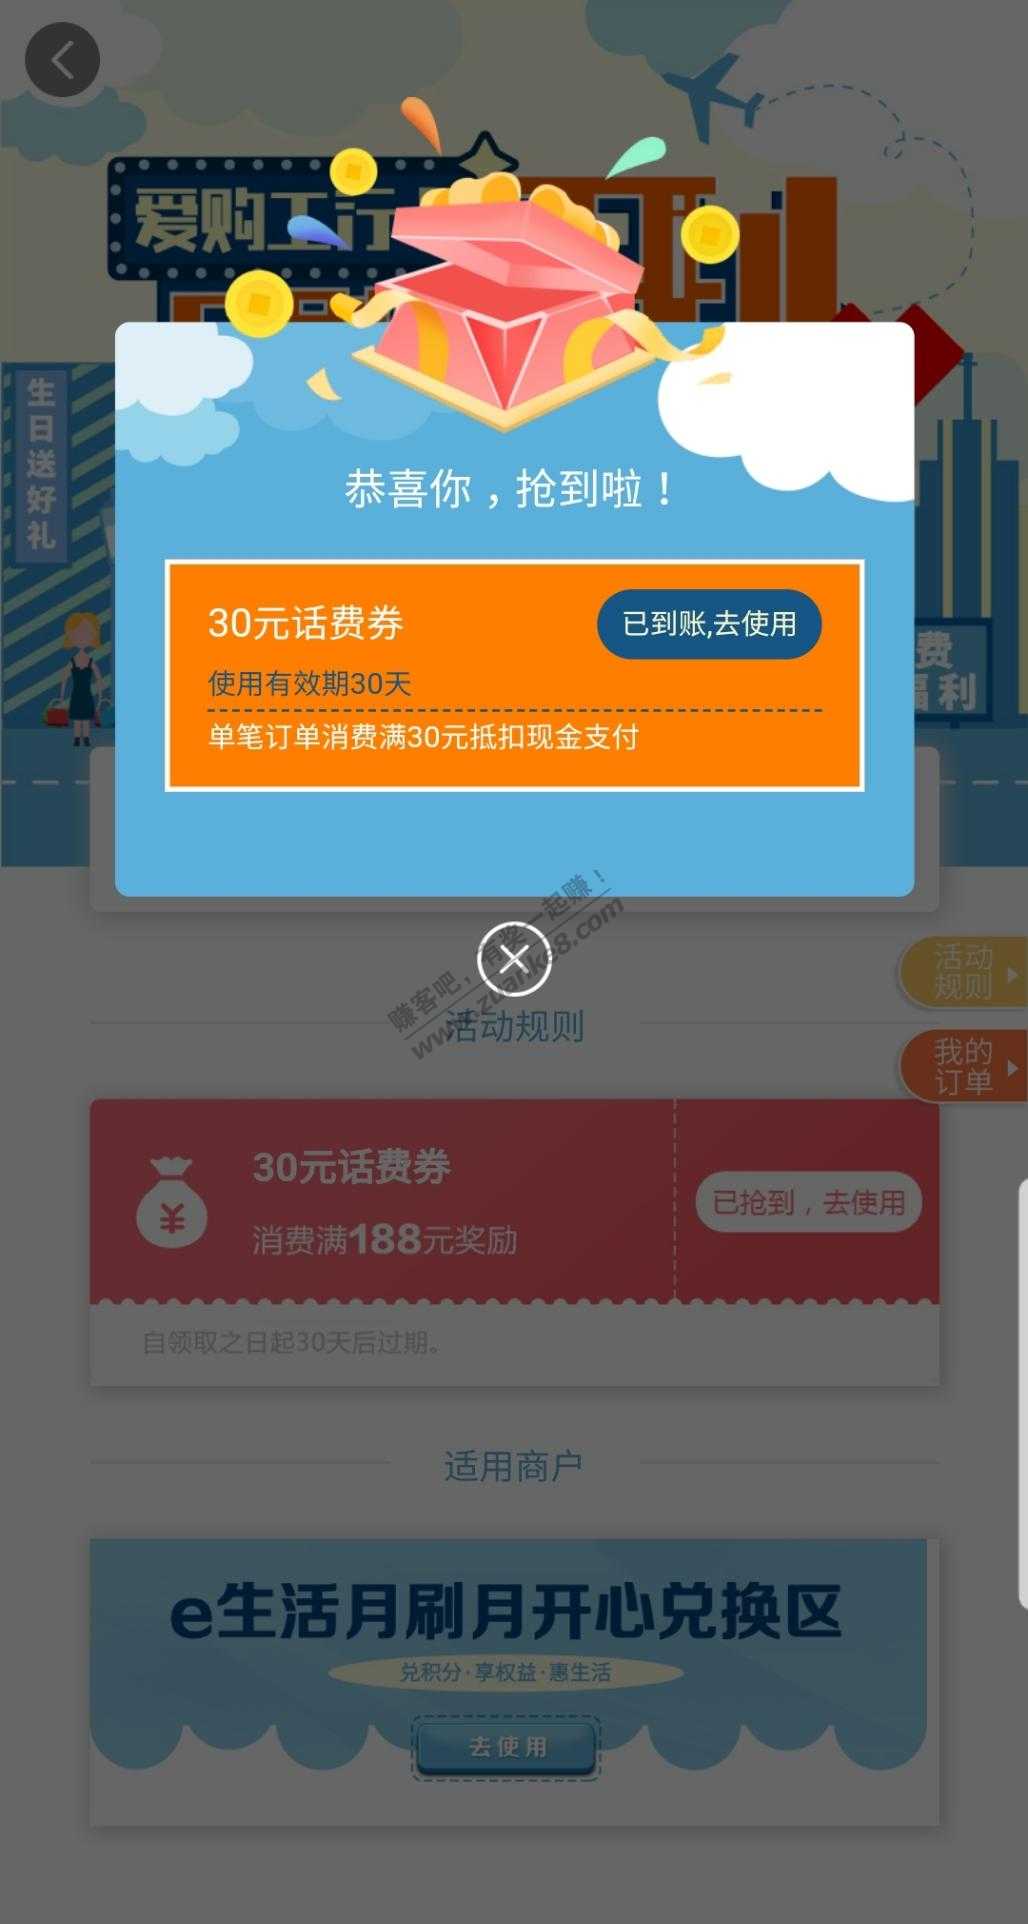 爱购工行
生日送好礼
恭喜你，抢到啦！
30元话费券
已到账,去使用
使用有效期30天
单笔订单消费满30元抵扣现金支付
费
福利
赚客吧，有奖一起赚！
www.zuanke8.com
活动规则
活动
规则
我的
订单
30元话费券
消费满188元奖励
已抢到，去使用
自领取之日起30天后过期。
适用商户
e生活月刷月开心兑换区
兑积分·享权益·惠生活
去使用